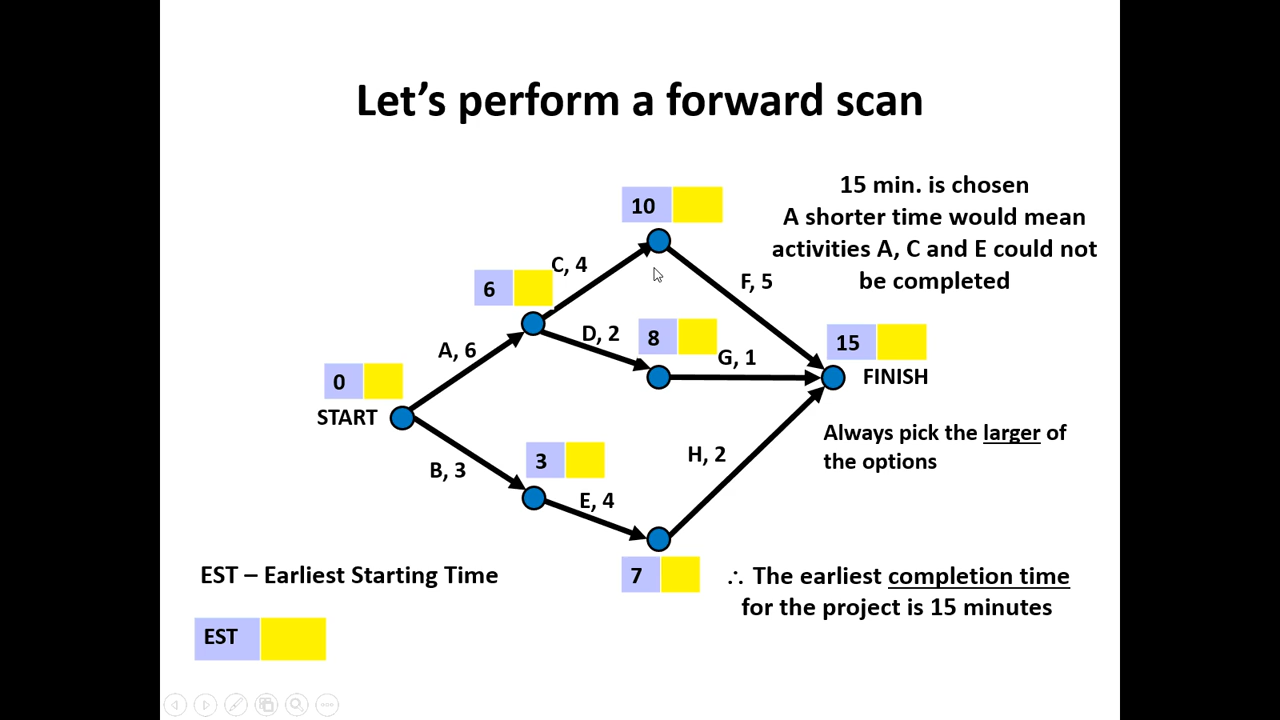 Let's perform a forward scan
15 min. is chosen
A shorter time would mean
activities A, C and E could not
be completed
10
C, 4
F, 5
6
D, 2
8
G, 1
15
A, 6
FINISH
0
START
Always pick the larger of
the options
B, 3
3
H, 2
E, 4
7
EST – Earliest Starting Time
∴ The earliest completion time
for the project is 15 minutes
EST